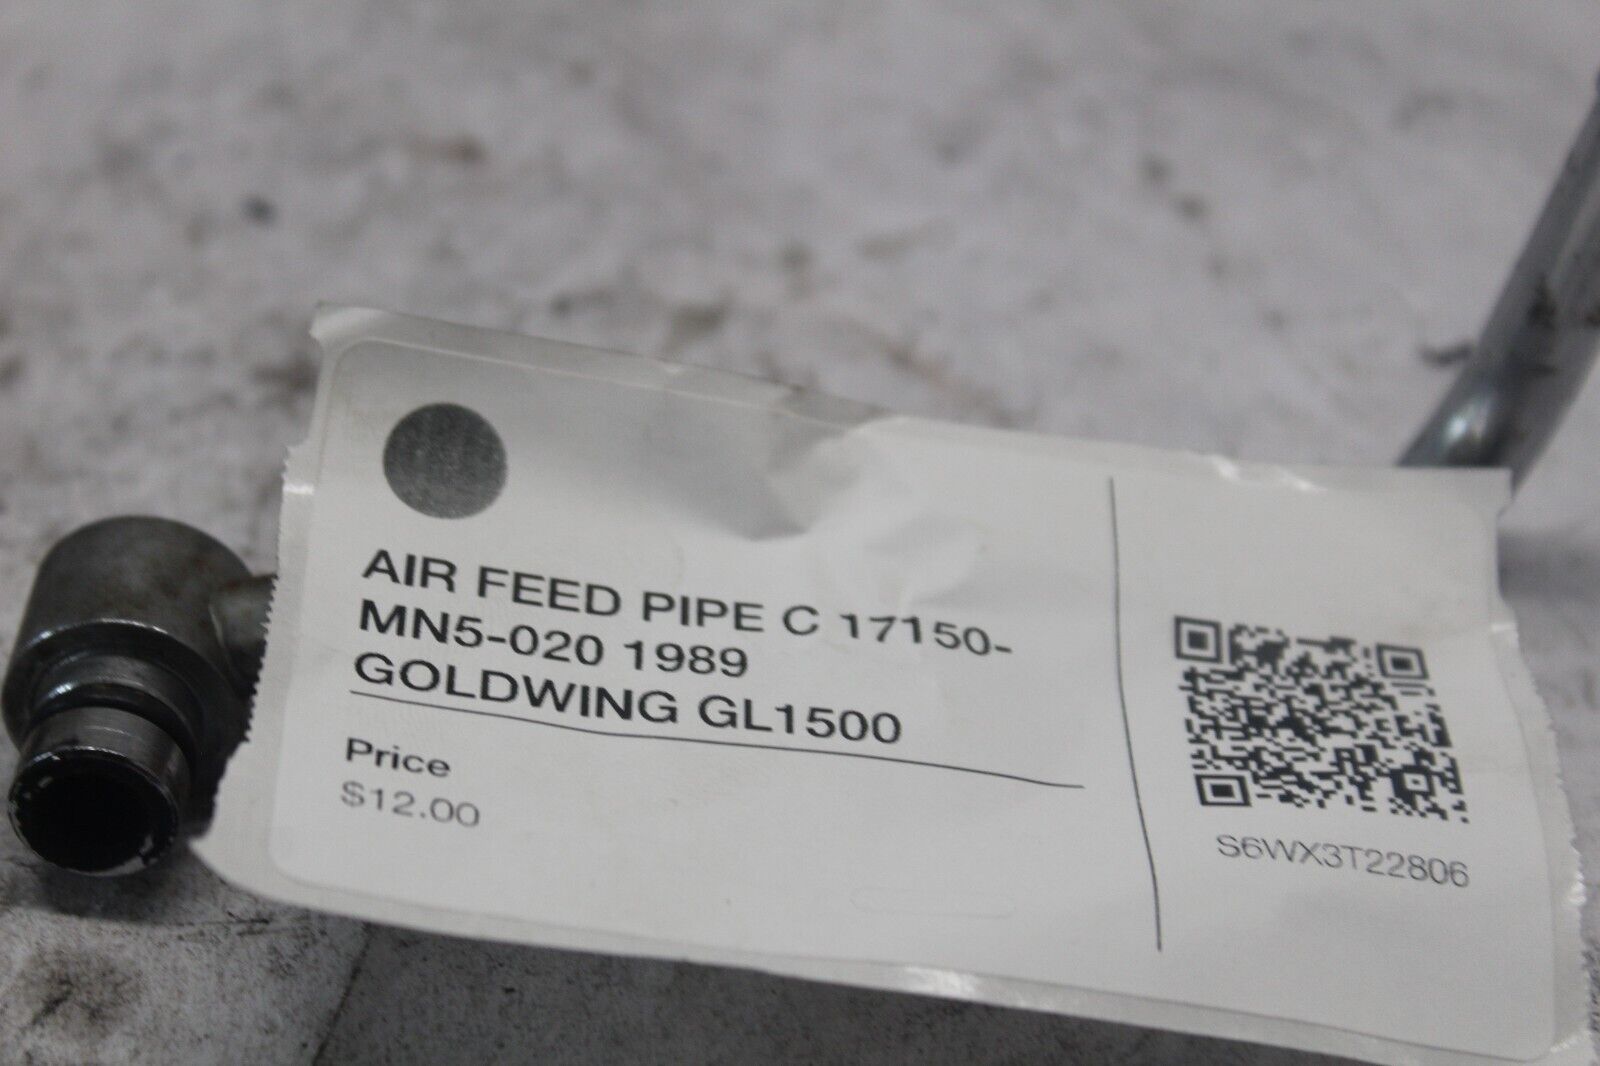 AIR FEED PIPE C 17150-
MN5-020 1989
GOLDWING GL1500
Price
$12.00
S6WX3T22806